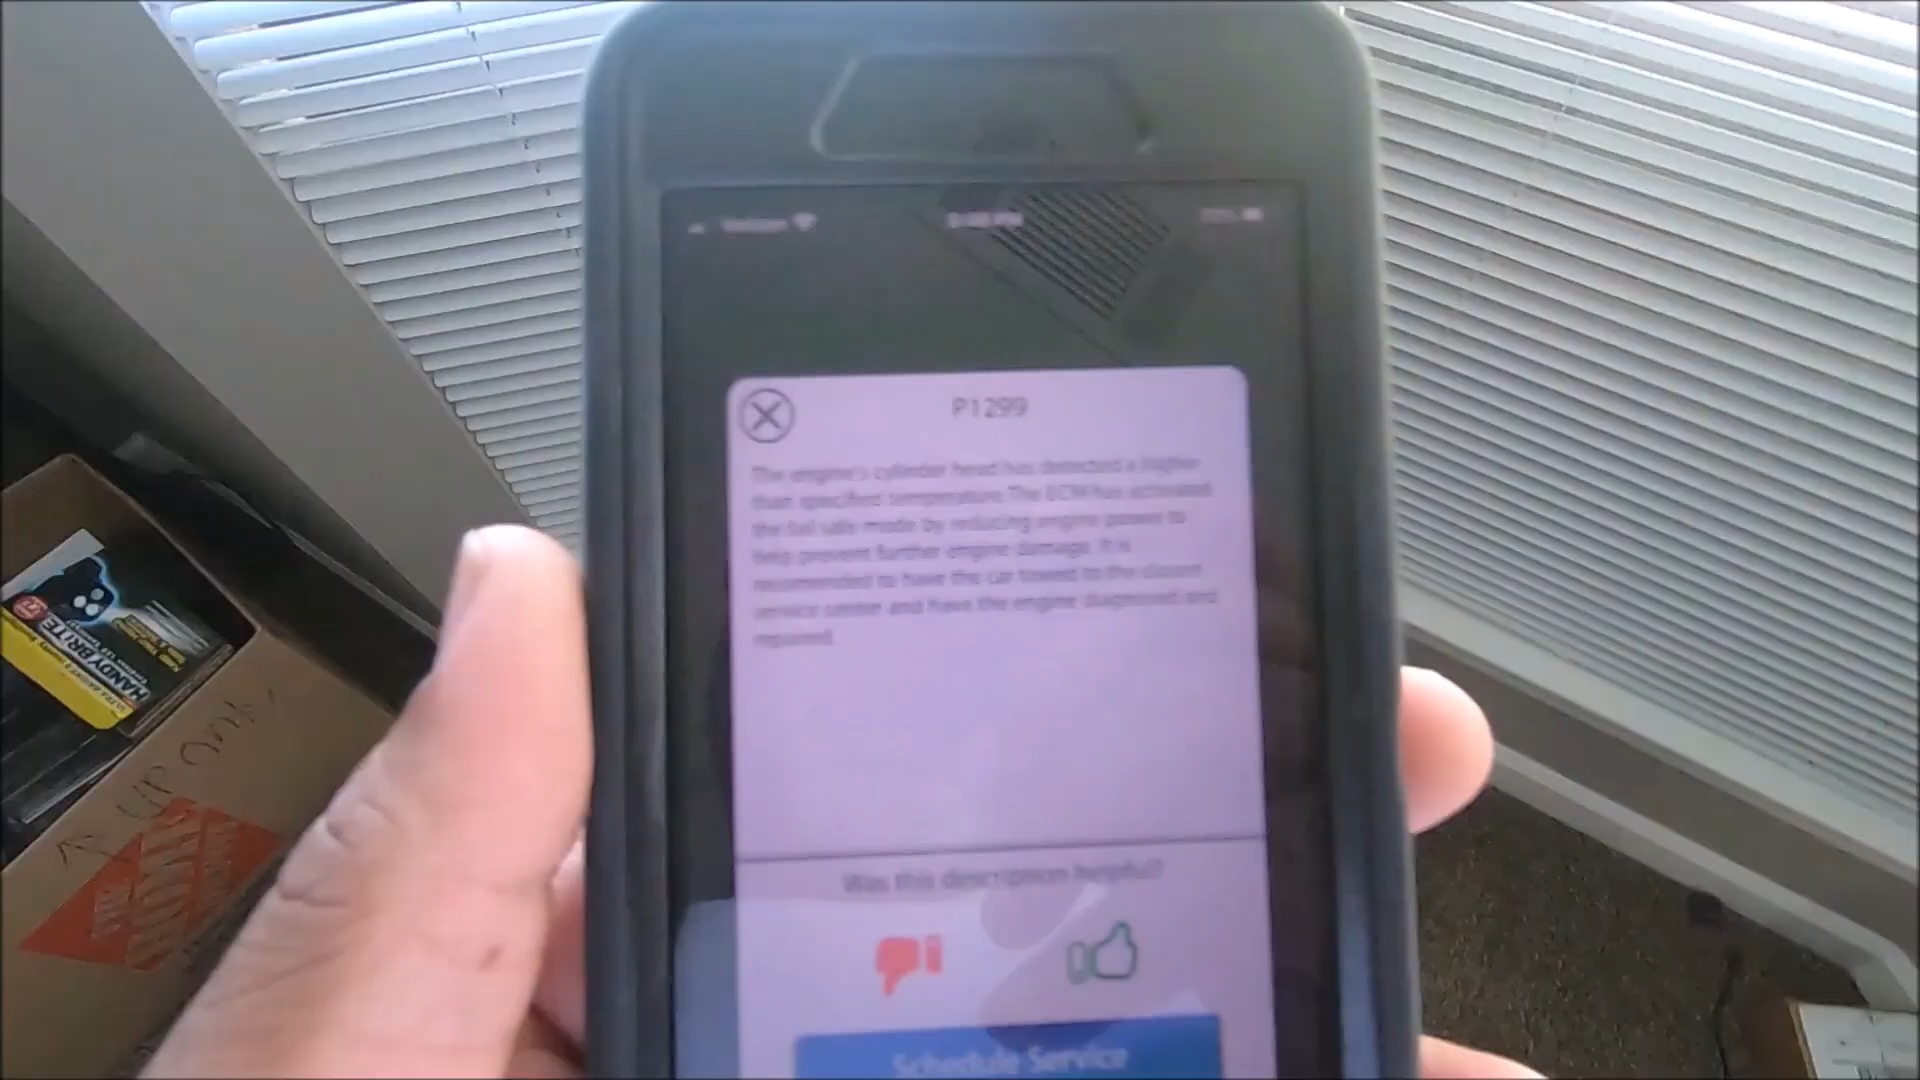 Verizon
P1299
The engine's cylinder head has detected a higher
than specified temperature. The ECM has activated
the fail safe mode by reducing engine power to
help prevent further engine damage. It is
recommended to have the car towed to the closest
service center and have the engine diagnosed and
repaired.
Was this description helpful?
Schedule Service
HANDY BRITE
UP ONLY